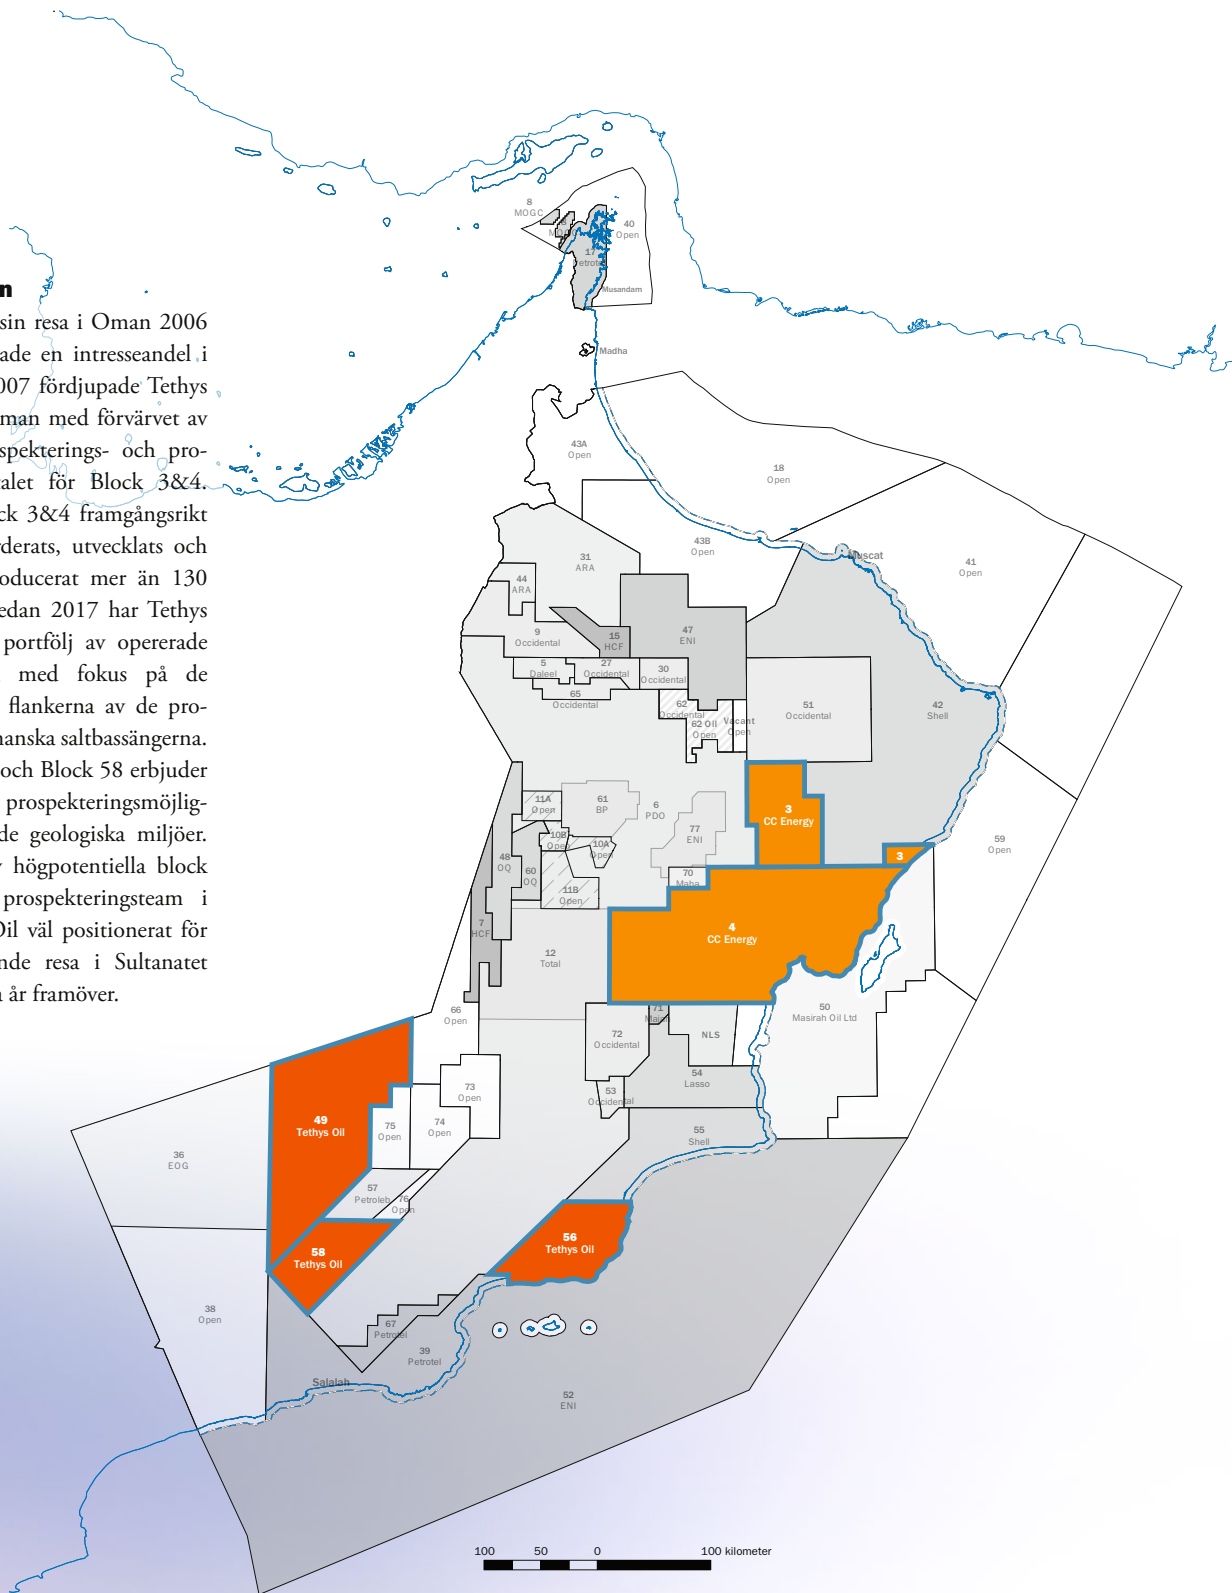 n
sin resa i Oman 2006
ade en intresseandel i
007 fördjupade Tethys
man med förvärvet av
spekterings- och pro-
talet för Block 3&4.
ck 3&4 framgångsrikt
rderats, utvecklats och
roducerat mer än 130
edan 2017 har Tethys
portfölj av opererade
med fokus på de
flankerna av de pro-
manska saltbassängerna.
och Block 58 erbjuder
prospekteringsmöjlig-
de geologiska miljöer.
högpotentiella block
prospekteringsteam i
Oil väl positionerat för
nde resa i Sultanatet
år framöver.
8
MOGC
40
Open
17
Musandam
Madha
43A
Open
18
Open
43B
Open
Muscat
41
Open
31
ARA
44
ARA
9
Occidental
15
HCF
47
ENI
5
Daleel
27
Occidental
30
Occidental
65
Occidental
62
Occidental
62 Oil
Open
Vacant
Open
51
Occidental
42
Shell
11A
Open
61
BP
6
PDO
77
ENI
3
CC Energy
10B
Open
10A
Open
48
OQ
60
OQ
11B
Open
70
Maha
3
59
Open
7
HCF
12
Total
4
CC Energy
66
Open
50
Masirah Oil Ltd
71
Majan
72
Occidental
NLS
54
Lasso
53
Occidental
73
Open
74
Open
75
Open
49
Tethys Oil
36
EOG
55
Shell
57
Petroleb
76
Open
58
Tethys Oil
56
Tethys Oil
38
Open
67
Petrotel
39
Petrotel
Salalah
52
ENI
100 50 0 100 kilometer